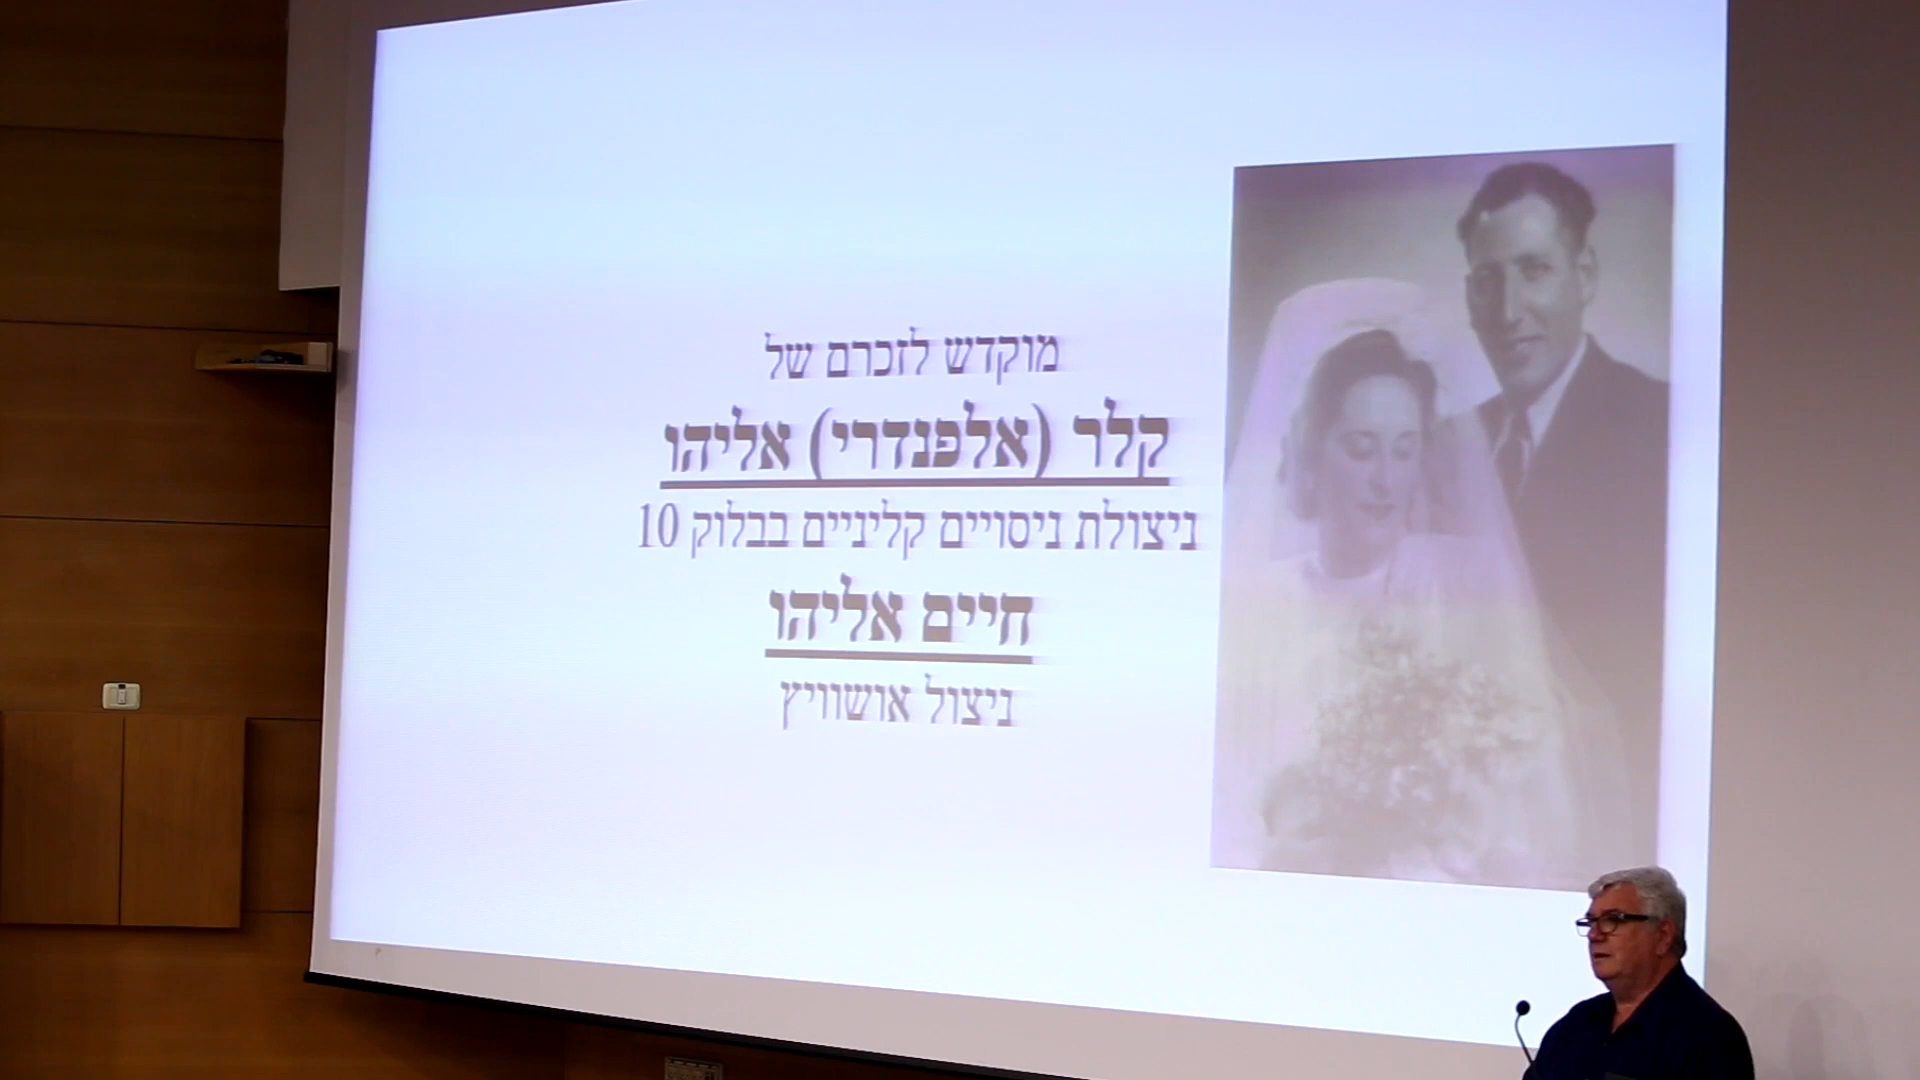 מוקדש לזכרם של
קלר (אלפנדרי) אליהו
ניצולת ניסויים קליניים בבלוק 10
חיים אליהו
ניצול אושוויץ